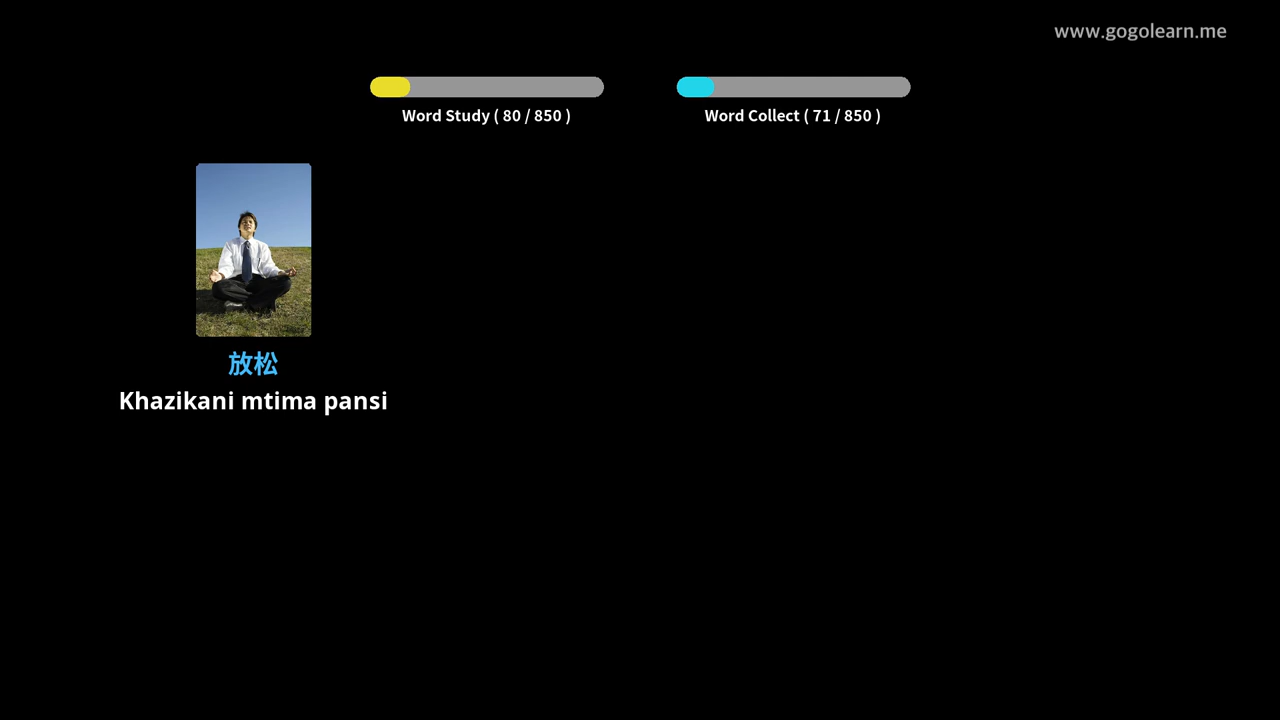 www.gogolearn.me
Word Study ( 80 / 850 )
Word Collect ( 71 / 850 )
放松
Khazikani mtima pansi